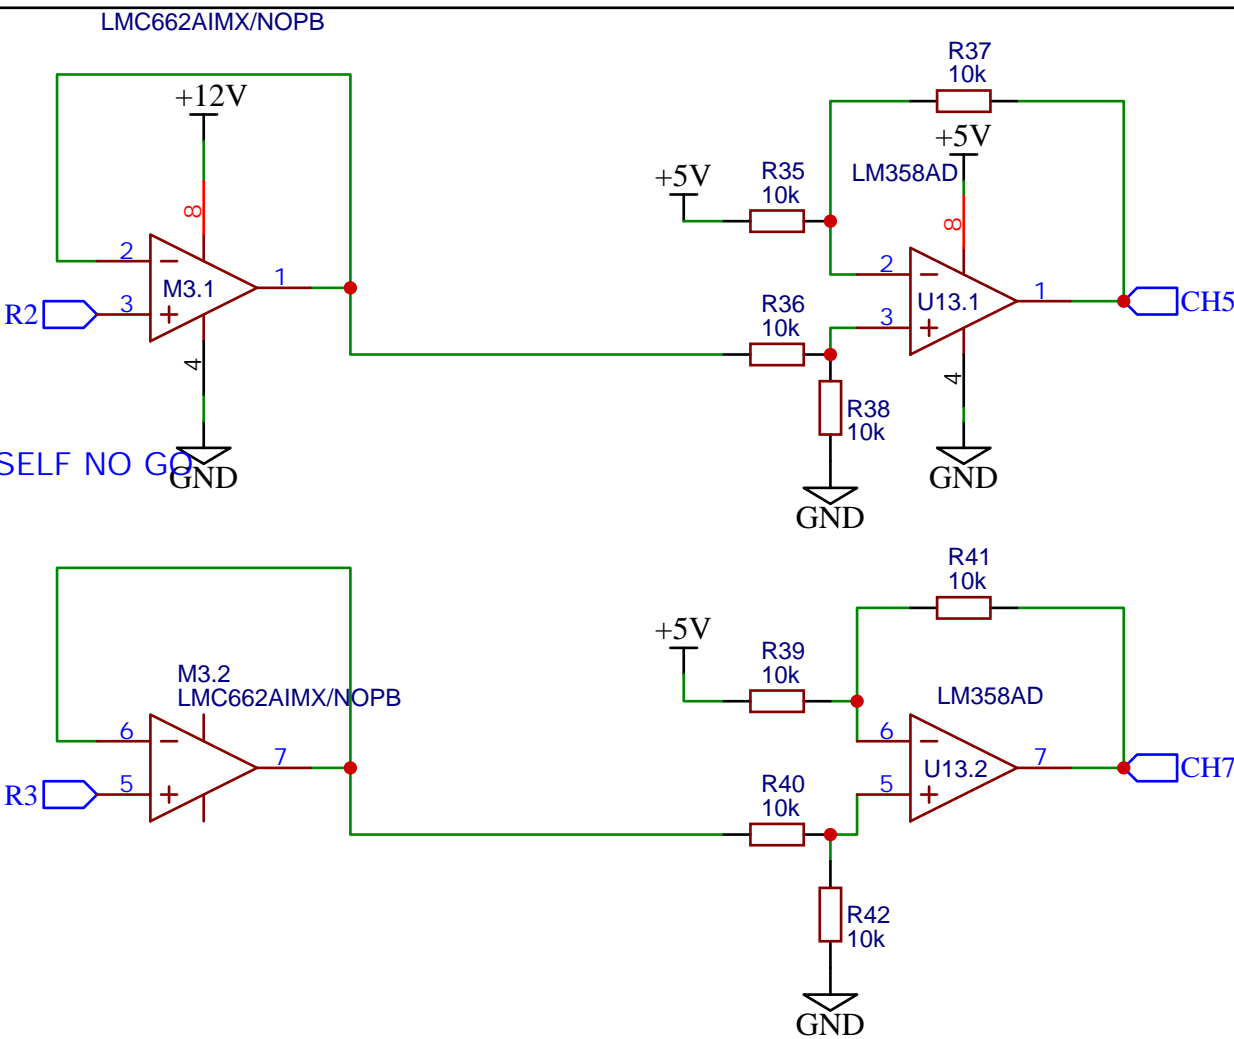 LMC662AIMX/NOPB
+12V
8
2
3
M3.1
1
4
R2
GND
SELF NO GO
R37
10k
+5V
LM358AD
+5V
R35
10k
8
2
3
U13.1
1
4
CH5
R36
10k
R38
10k
GND
GND
M3.2
LMC662AIMX/NOPB
6
5
7
R3
R41
10k
+5V
R39
10k
LM358AD
6
5
U13.2
7
CH7
R40
10k
R42
10k
GND